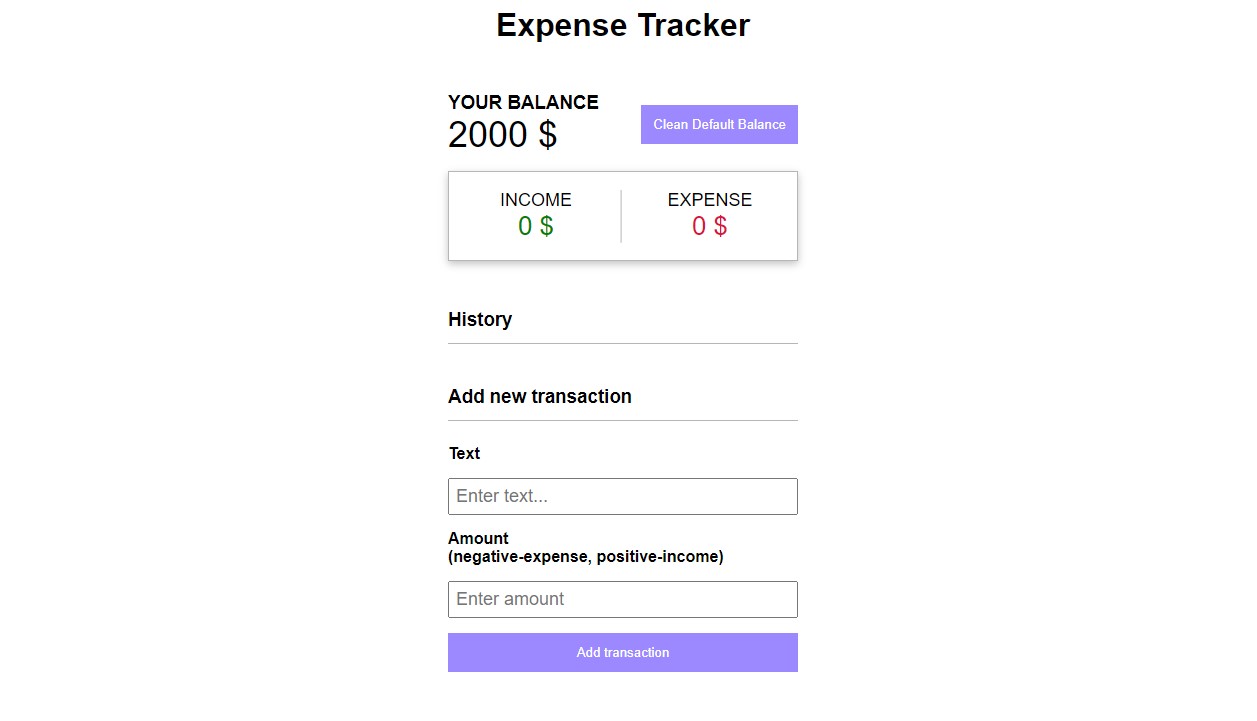 Expense Tracker
YOUR BALANCE
2000 $
Clean Default Balance
INCOME
0 $
EXPENSE
0 $
History
Add new transaction
Text
Enter text...
Amount
(negative-expense, positive-income)
Enter amount
Add transaction